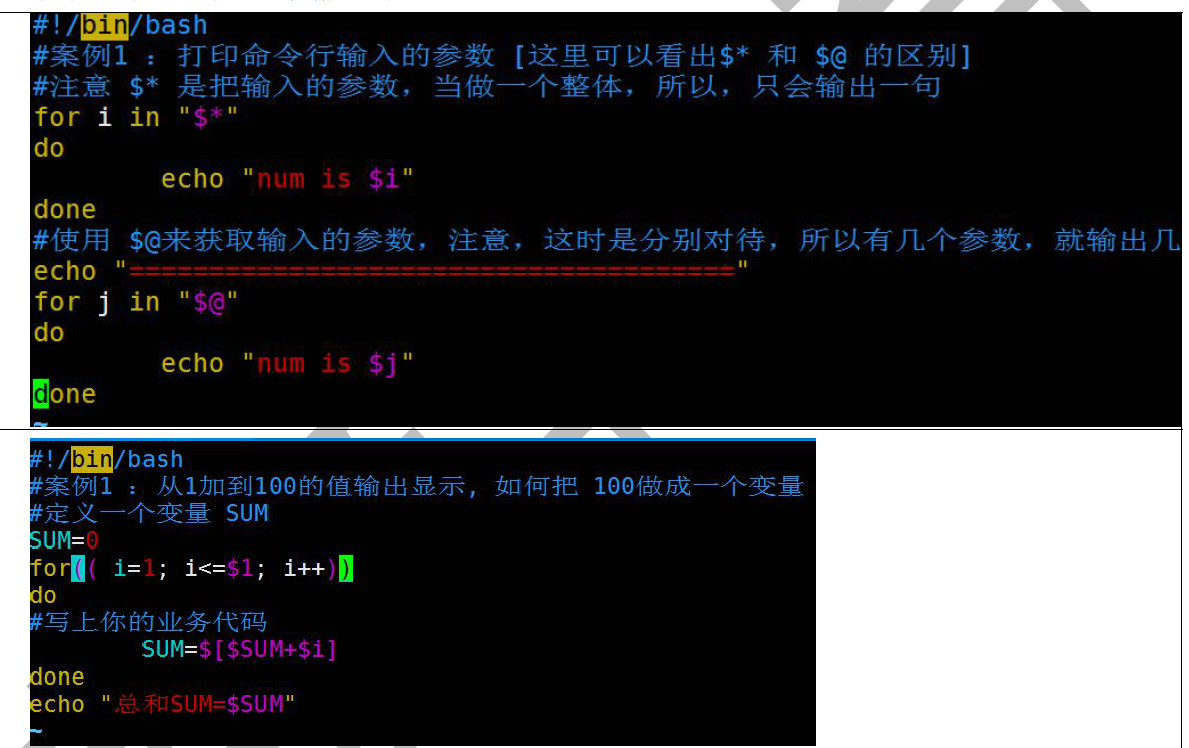 #!/bin/bash
#案例1 ：打印命令行输入的参数 [这里可以看出$* 和 $@ 的区别]
#注意 $* 是把输入的参数，当做一个整体，所以，只会输出一句
for i in "$*"
do
echo "num is $i"
done
#使用 $@来获取输入的参数，注意，这时是分别对待，所以有几个参数，就输出几
echo "======================================"
for j in "$@"
do
echo "num is $j"
done
~
#!/bin/bash
#案例1 ：从1加到100的值输出显示, 如何把 100做成一个变量
#定义一个变量 SUM
SUM=0
for(( i=1; i<=$1; i++))
do
#写上你的业务代码
SUM=$[$SUM+$i]
done
echo "总和SUM=$SUM"
~